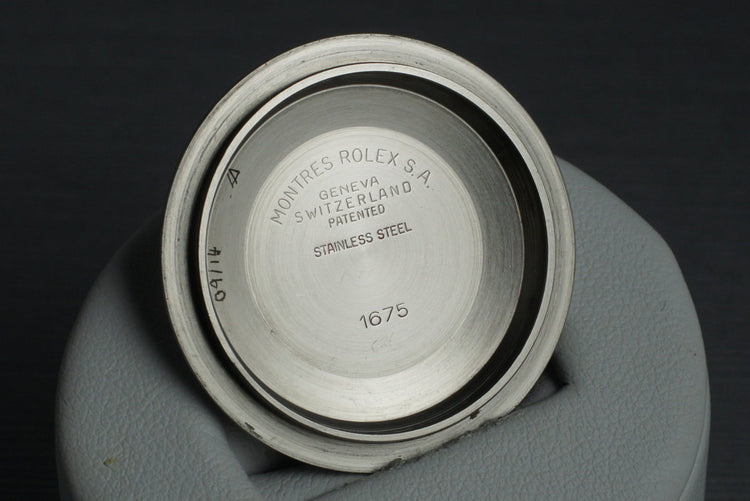 MONTRES ROLEX S.A.
GENEVA
SWITZERLAND
PATENTED
STAINLESS STEEL
1675
09/14
A